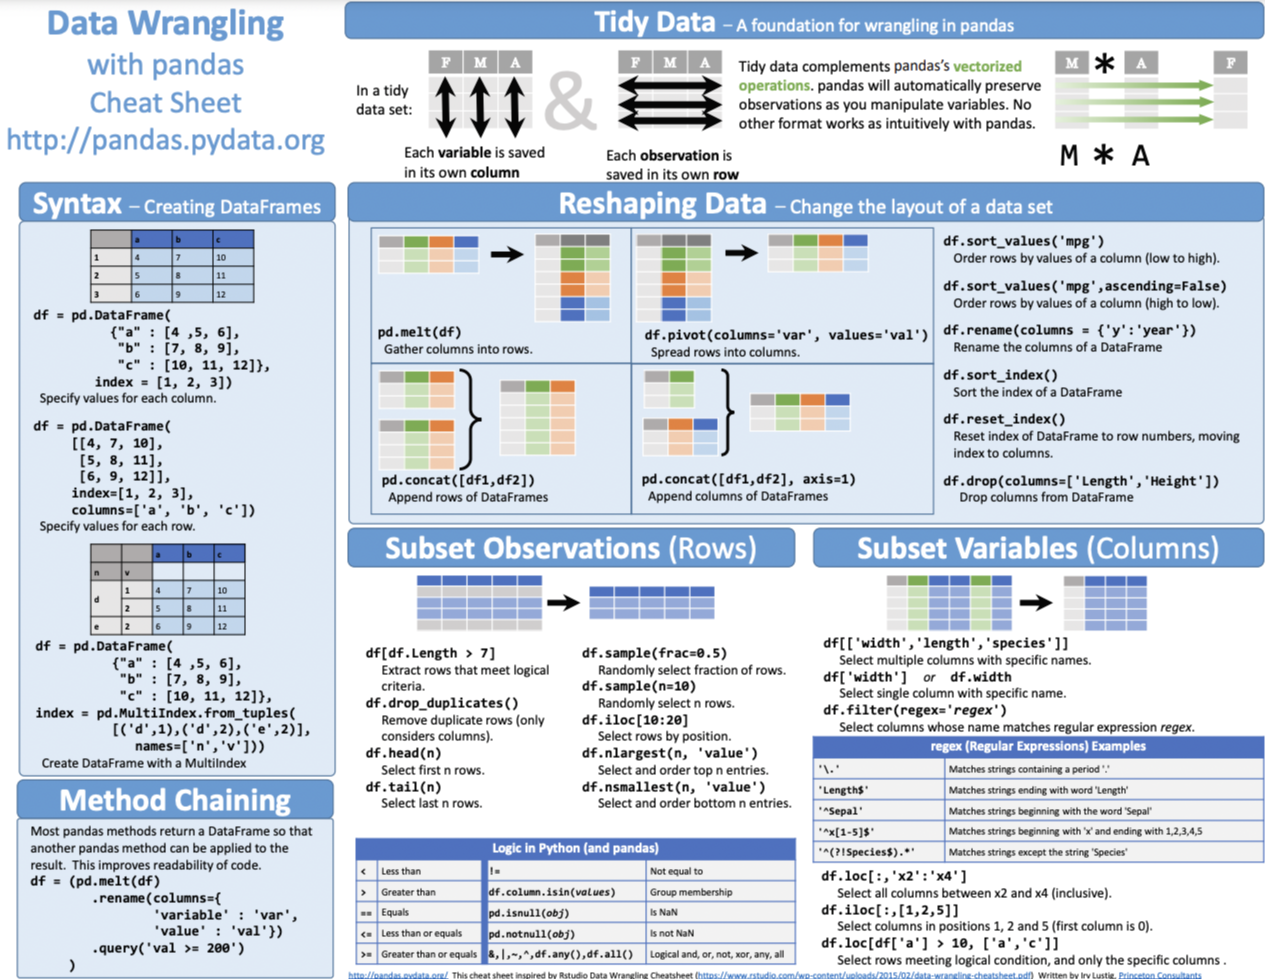 Data Wrangling
with pandas
Cheat Sheet
http://pandas.pydata.org
Tidy Data – A foundation for wrangling in pandas
In a tidy
data set:
F M A
Each variable is saved
in its own column
&
F M A
Each observation is
saved in its own row
Tidy data complements pandas's vectorized
operations. pandas will automatically preserve
observations as you manipulate variables. No
other format works as intuitively with pandas.
M * A F
M * A
Syntax – Creating DataFrames
a b c
1 4 7 10
2 5 8 11
3 6 9 12
df = pd.DataFrame(
{"a" : [4 ,5, 6],
"b" : [7, 8, 9],
"c" : [10, 11, 12]},
index = [1, 2, 3])
Specify values for each column.
df = pd.DataFrame(
[[4, 7, 10],
[5, 8, 11],
[6, 9, 12]],
index=[1, 2, 3],
columns=['a', 'b', 'c'])
Specify values for each row.
a b c
n v
d 1 4 7 10
2 5 8 11
e 2 6 9 12
df = pd.DataFrame(
{"a" : [4 ,5, 6],
"b" : [7, 8, 9],
"c" : [10, 11, 12]},
index = pd.MultiIndex.from_tuples(
[('d',1),('d',2),('e',2)],
names=['n','v']))
Create DataFrame with a MultiIndex
Method Chaining
Most pandas methods return a DataFrame so that
another pandas method can be applied to the
result. This improves readability of code.
df = (pd.melt(df)
.rename(columns={
'variable' : 'var',
'value' : 'val'})
.query('val >= 200')
)
Reshaping Data – Change the layout of a data set
pd.melt(df)
Gather columns into rows.
df.pivot(columns='var', values='val')
Spread rows into columns.
pd.concat([df1,df2])
Append rows of DataFrames
pd.concat([df1,df2], axis=1)
Append columns of DataFrames
df.sort_values('mpg')
Order rows by values of a column (low to high).
df.sort_values('mpg',ascending=False)
Order rows by values of a column (high to low).
df.rename(columns = {'y':'year'})
Rename the columns of a DataFrame
df.sort_index()
Sort the index of a DataFrame
df.reset_index()
Reset index of DataFrame to row numbers, moving
index to columns.
df.drop(columns=['Length','Height'])
Drop columns from DataFrame
Subset Observations (Rows)
df[df.Length > 7]
Extract rows that meet logical
criteria.
df.drop_duplicates()
Remove duplicate rows (only
considers columns).
df.head(n)
Select first n rows.
df.tail(n)
Select last n rows.
df.sample(frac=0.5)
Randomly select fraction of rows.
df.sample(n=10)
Randomly select n rows.
df.iloc[10:20]
Select rows by position.
df.nlargest(n, 'value')
Select and order top n entries.
df.nsmallest(n, 'value')
Select and order bottom n entries.
Logic in Python (and pandas)
< Less than != Not equal to
> Greater than df.column.isin(values) Group membership
== Equals pd.isnull(obj) Is NaN
<= Less than or equals pd.notnull(obj) Is not NaN
>= Greater than or equals &,|,~,^,df.any(),df.all() Logical and, or, not, xor, any, all
Subset Variables (Columns)
df[['width','length','species']]
Select multiple columns with specific names.
df['width'] or df.width
Select single column with specific name.
df.filter(regex='regex')
Select columns whose name matches regular expression regex.
regex (Regular Expressions) Examples
'\.' Matches strings containing a period '.'
'Length$' Matches strings ending with word 'Length'
'^Sepal' Matches strings beginning with the word 'Sepal'
'^x[1-5]$' Matches strings beginning with 'x' and ending with 1,2,3,4,5
'^(?!Species$).*' Matches strings except the string 'Species'
df.loc[:,'x2':'x4']
Select all columns between x2 and x4 (inclusive).
df.iloc[:,[1,2,5]]
Select columns in positions 1, 2 and 5 (first column is 0).
df.loc[df['a'] > 10, ['a','c']]
Select rows meeting logical condition, and only the specific columns .
http://pandas.pydata.org/ This cheat sheet inspired by Rstudio Data Wrangling Cheatsheet (https://www.rstudio.com/wp-content/uploads/2015/02/data-wrangling-cheatsheet.pdf) Written by Irv Lustig, Princeton Consultants